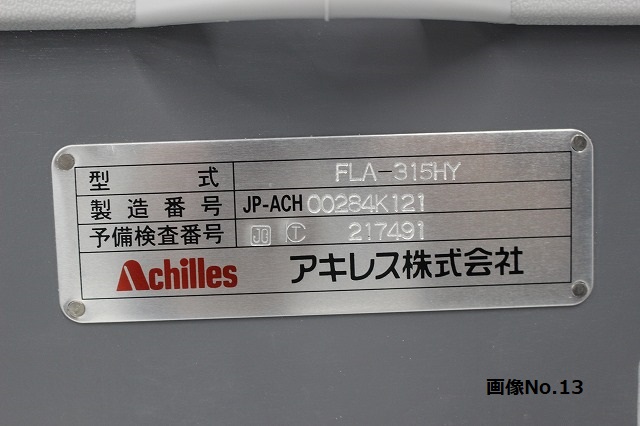 型式 FLA-315HY
製造番号 JP-ACH 00284K121
予備検査番号 JG T 217491
Achilles アキレス株式会社
画像No.13